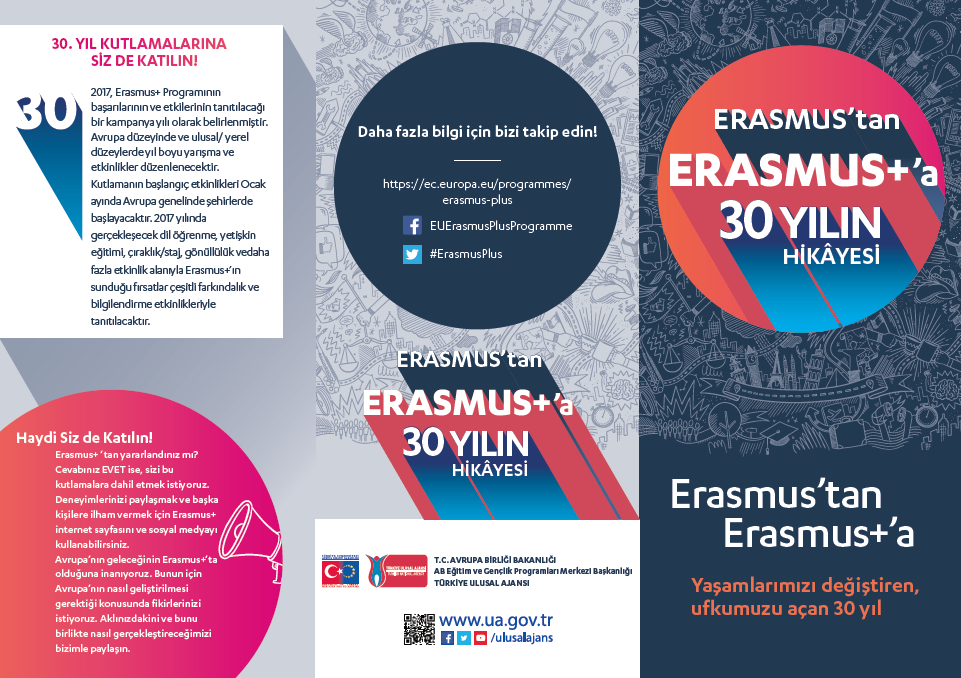 30. YIL KUTLAMALARINA
SİZ DE KATILIN!
30
2017, Erasmus+ Programının
başarılarının ve etkilerinin tanıtılacağı
bir kampanya yılı olarak belirlenmiştir.
Avrupa düzeyinde ve ulusal/ yerel
düzeylerde yıl boyu yarışma ve
etkinlikler düzenlenecektir.
Kutlamanın başlangıç etkinlikleri Ocak
ayında Avrupa genelinde şehirlerde
başlayacaktır. 2017 yılında
gerçekleşecek dil öğrenme, yetişkin
eğitimi, çıraklık/staj, gönüllülük vedaha
fazla etkinlik alanıyla Erasmus+'ın
sunduğu fırsatlar çeşitli farkındalık ve
bilgilendirme etkinlikleriyle
tanıtılacaktır.
Haydi Siz de Katılın!
Erasmus+ 'tan yararlandınız mı?
Cevabınız EVET ise, sizi bu
kutlamalara dahil etmek istiyoruz.
Deneyimlerinizi paylaşmak ve başka
kişilere ilham vermek için Erasmus+
internet sayfasını ve sosyal medyayı
kullanabilirsiniz.
Avrupa'nın geleceğinin Erasmus+'ta
olduğuna inanıyoruz. Bunun için
Avrupa'nın nasıl geliştirilmesi
gerektiği konusunda fikirlerinizi
istiyoruz. Aklınızdakini ve bunu
birlikte nasıl gerçekleştireceğimizi
bizimle paylaşın.
Daha fazla bilgi için bizi takip edin!
https://ec.europa.eu/programmes/
erasmus-plus
EUErasmusPlusProgramme
#ErasmusPlus
ERASMUS'tan
ERASMUS+'a
30 YILIN
HİKÂYESİ
T.C. AVRUPA BİRLİĞİ BAKANLIĞI
AB Eğitim ve Gençlik Programları Merkezi Başkanlığı
TÜRKİYE ULUSAL AJANSI
www.ua.gov.tr
/ulusalajans
ERASMUS'tan
ERASMUS+'a
30 YILIN
HİKÂYESİ
Erasmus'tan
Erasmus+'a
Yaşamlarımızı değiştiren,
ufkumuzu açan 30 yıl